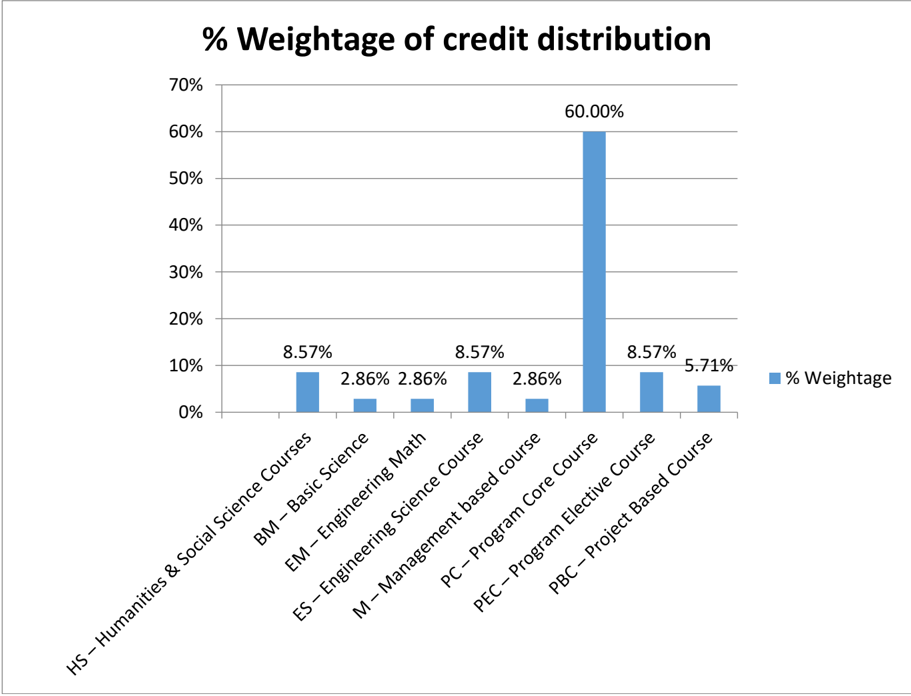 % Weightage of credit distribution
70%
60%
50%
40%
30%
20%
10%
0%
8.57%
2.86%
2.86%
8.57%
2.86%
60.00%
8.57%
5.71%
HS – Humanities & Social Science Courses
BM – Basic Science
EM – Engineering Math
ES – Engineering Science Course
M – Management based course
PC – Program Core Course
PEC – Program Elective Course
PBC – Project Based Course
% Weightage